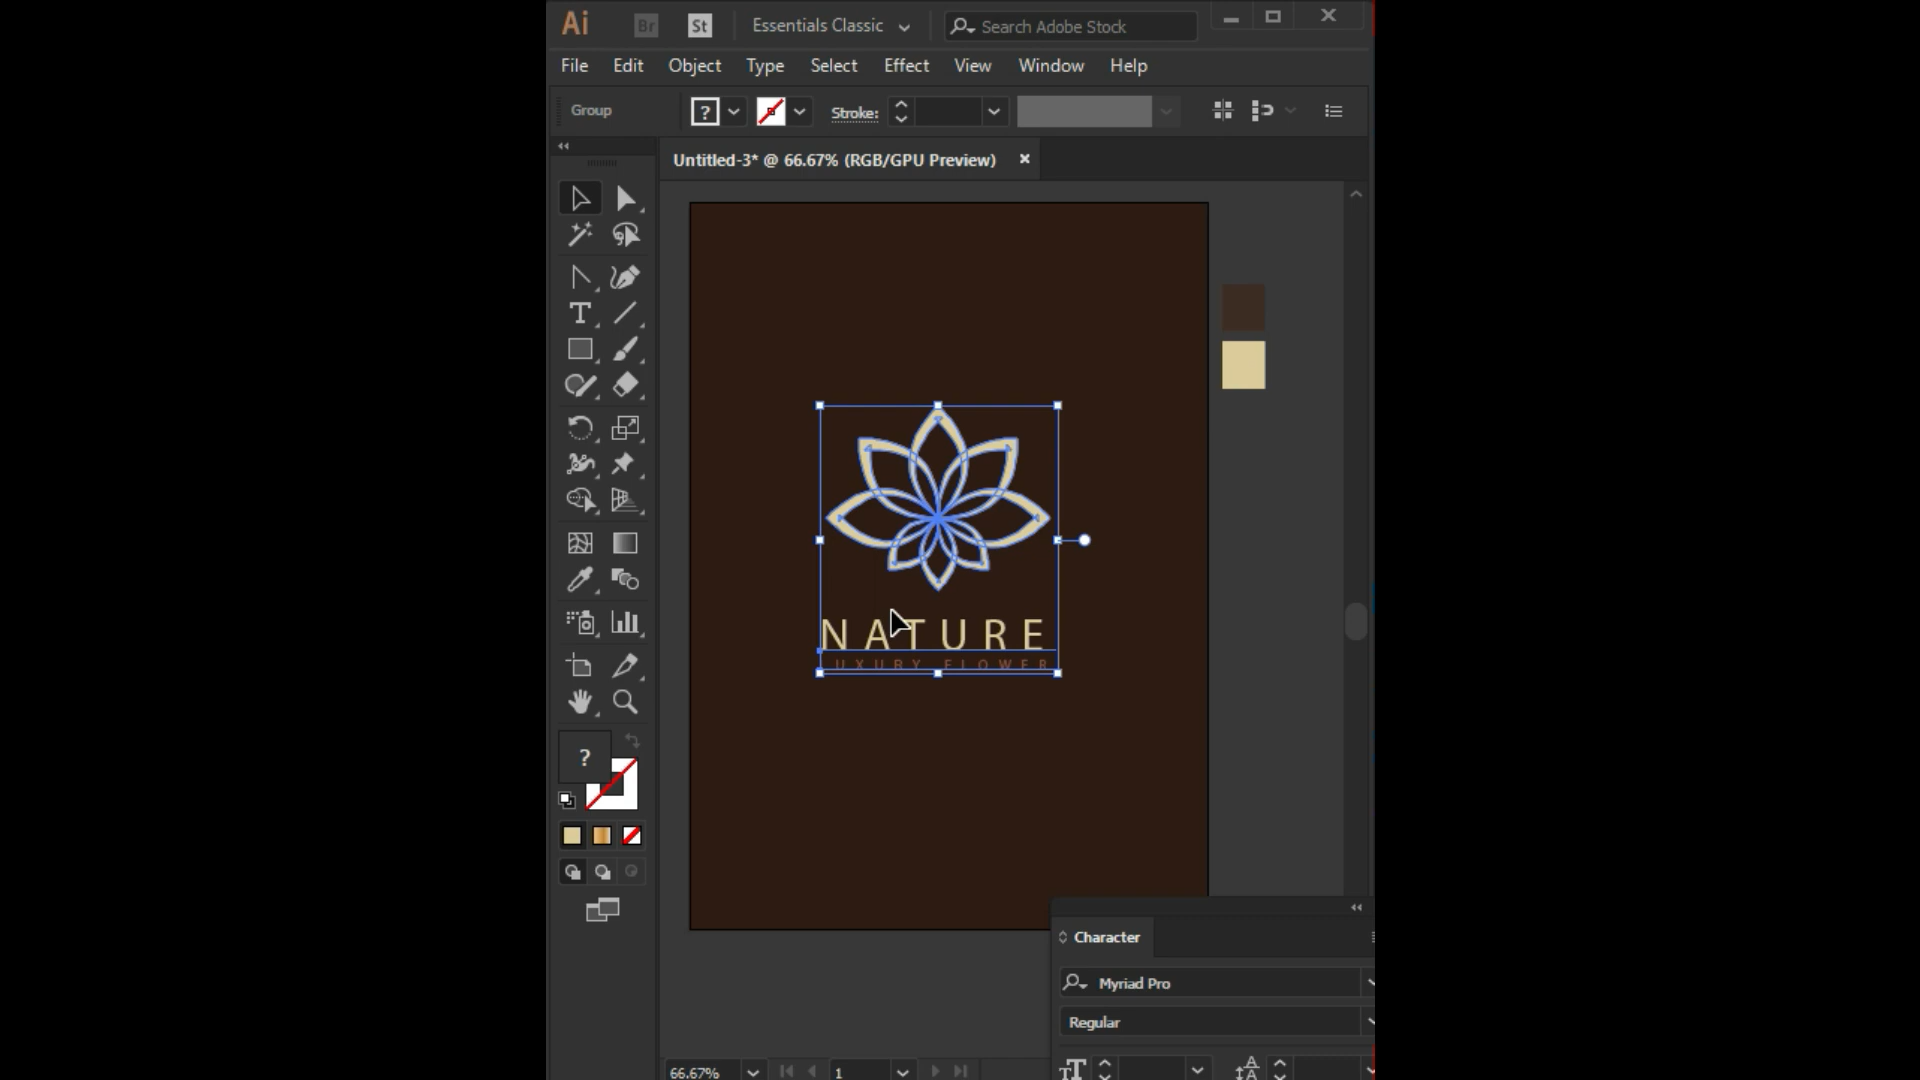 Ai Br St Essentials Classic Search Adobe Stock
File Edit Object Type Select Effect View Window Help
Group ? Stroke:
Untitled-3* @ 66.67% (RGB/GPU Preview)
NATURE
UXURY FLOWER
?
Character
Myriad Pro
Regular
66.67% 1